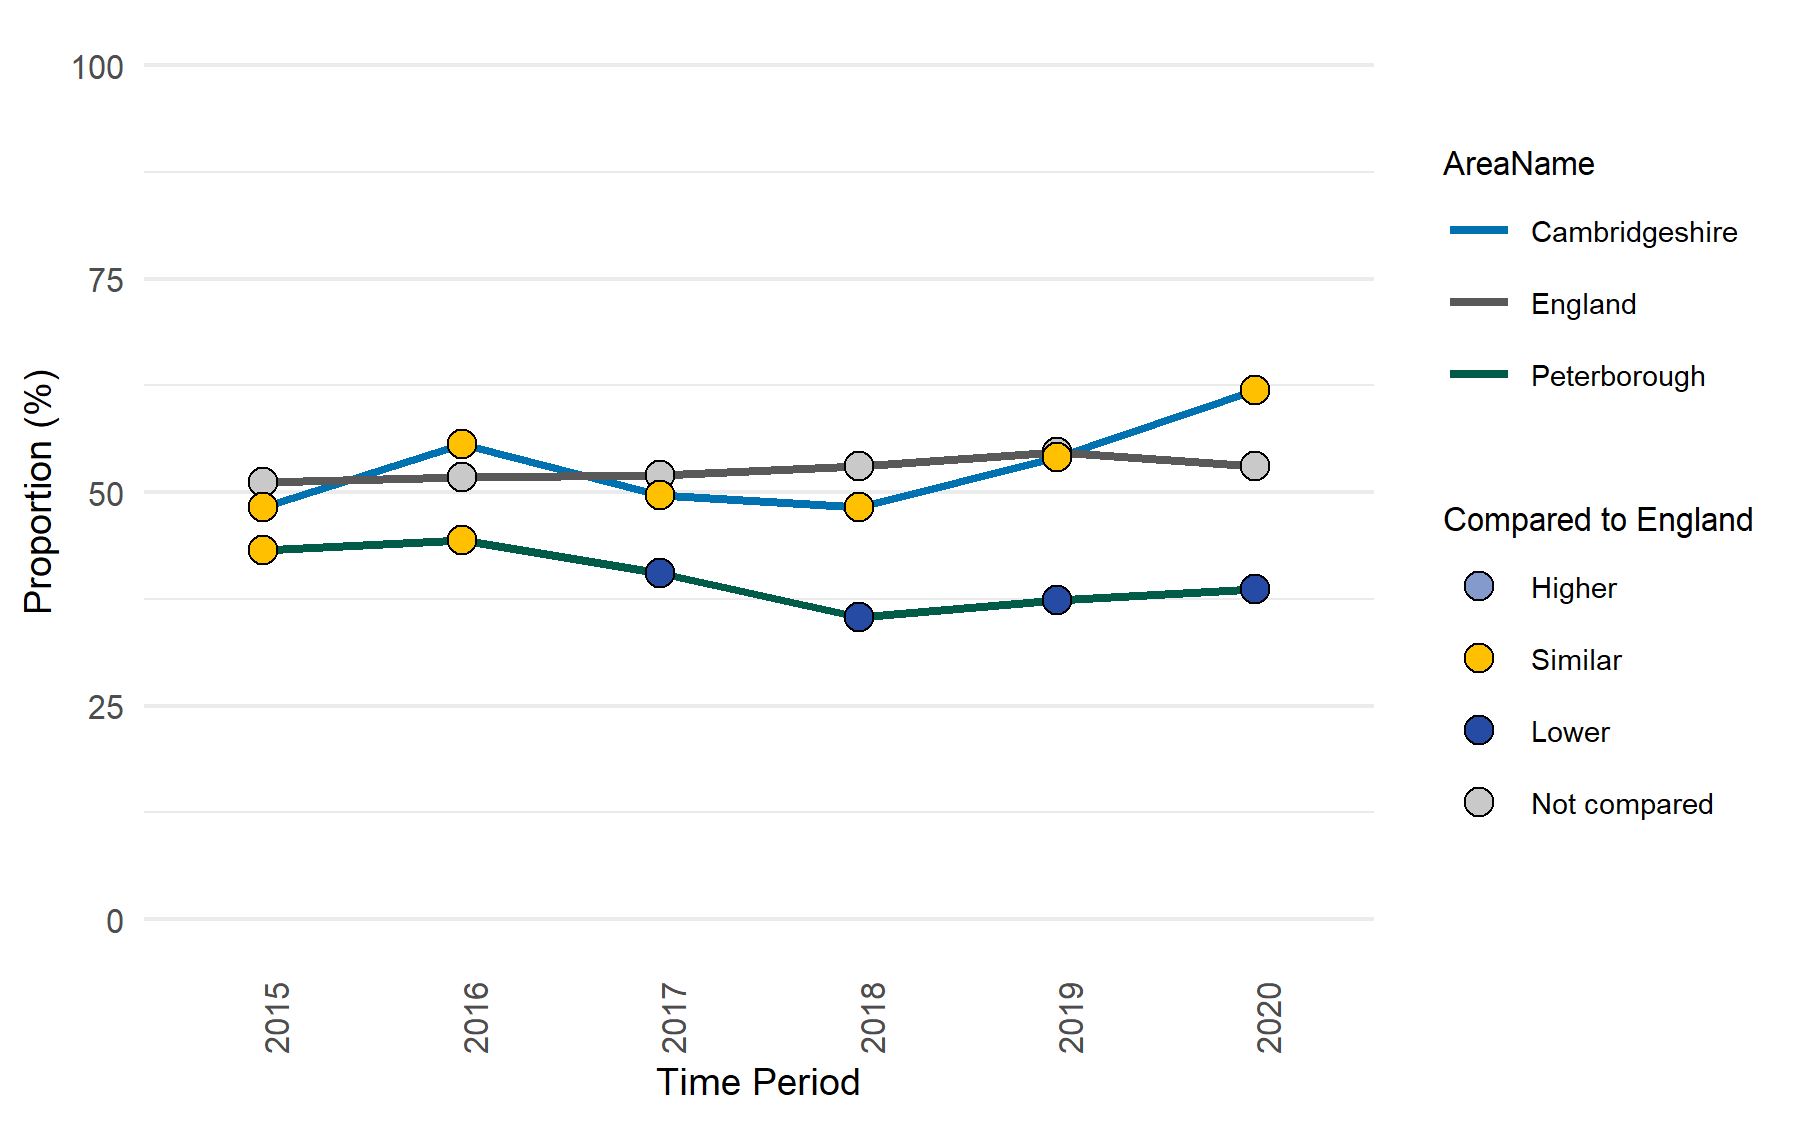 100
75
50
25
0
Proportion (%)
2015
2016
2017
2018
2019
2020
Time Period
AreaName
Cambridgeshire
England
Peterborough
Compared to England
Higher
Similar
Lower
Not compared